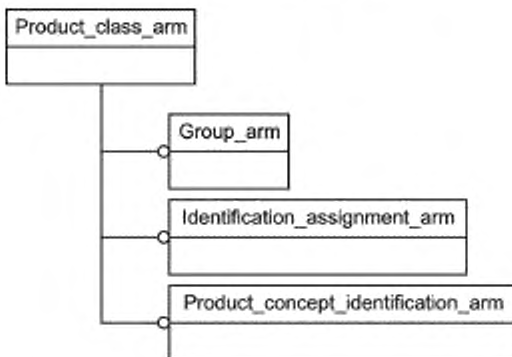 Product_class_arm
Group_arm
Identification_assignment_arm
Product_concept_identification_arm